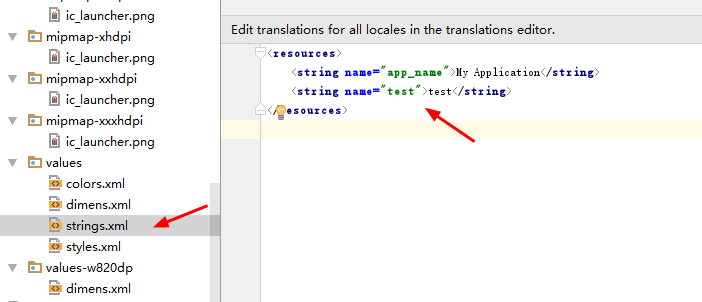 ic_launcher.png
mipmap-xhdpi
ic_launcher.png
mipmap-xxhdpi
ic_launcher.png
mipmap-xxxhdpi
ic_launcher.png
values
colors.xml
dimens.xml
strings.xml
styles.xml
values-w820dp
dimens.xml
Edit translations for all locales in the translations editor.
<resources>
<string name="app_name">My Application</string>
<string name="test">test</string>
</resources>